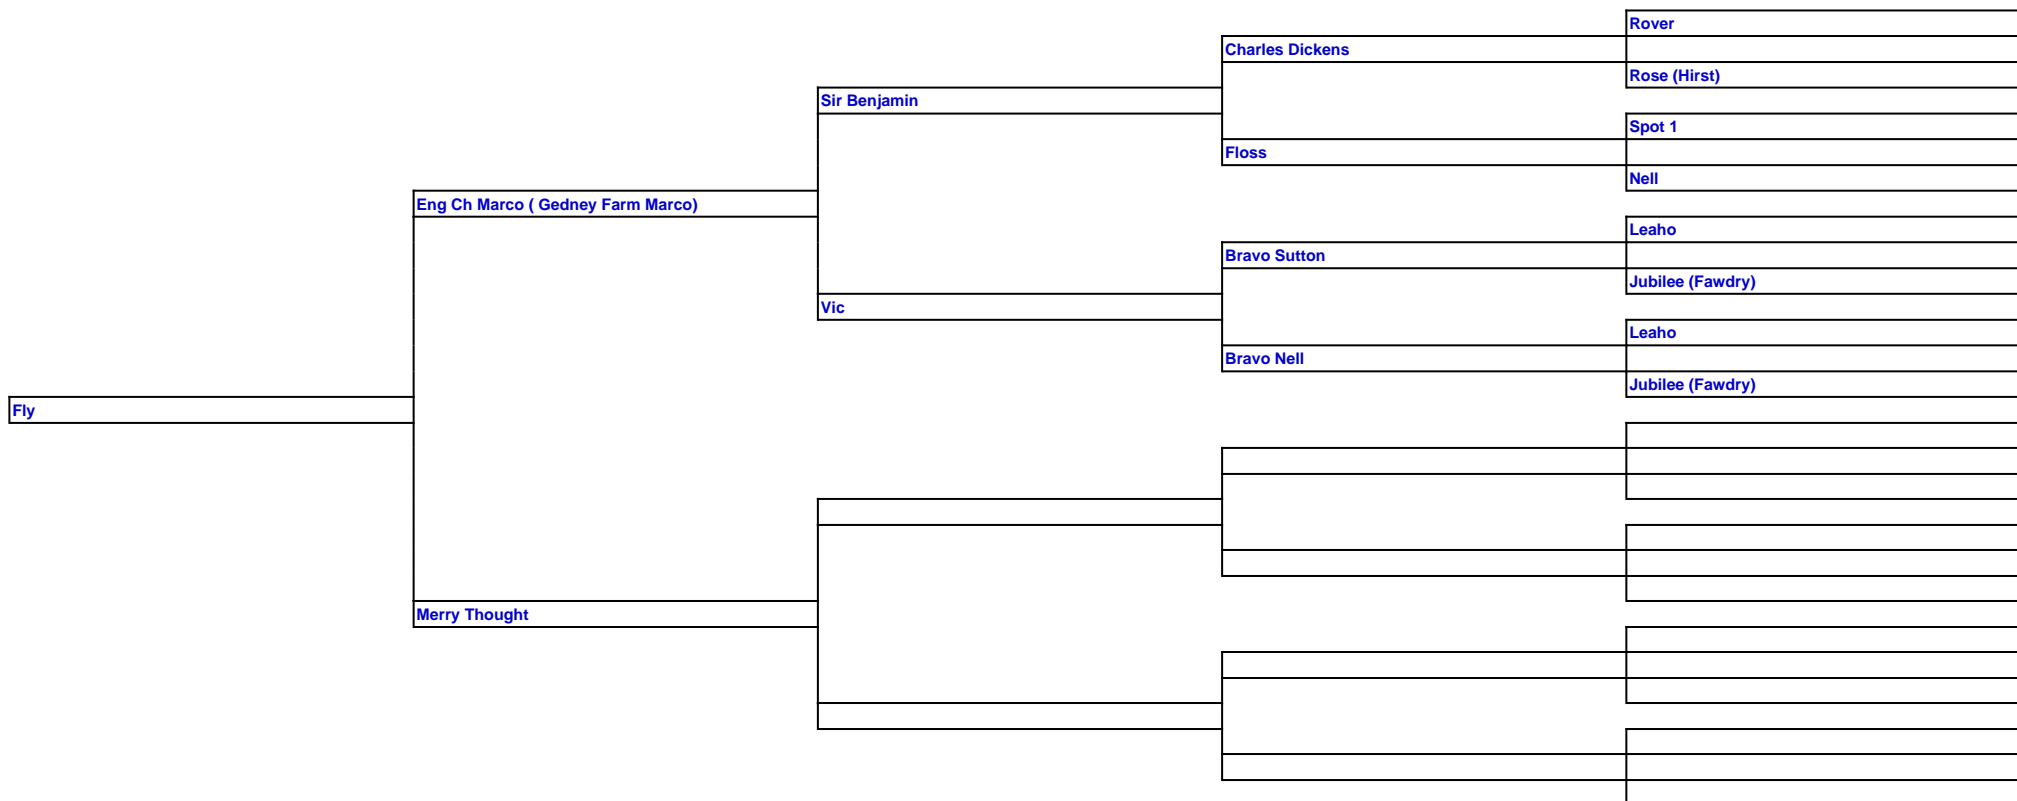 Rover
Charles Dickens
Rose (Hirst)
Sir Benjamin
Spot 1
Floss
Nell
Eng Ch Marco ( Gedney Farm Marco)
Leaho
Bravo Sutton
Jubilee (Fawdry)
Vic
Leaho
Bravo Nell
Jubilee (Fawdry)
Fly
Merry Thought